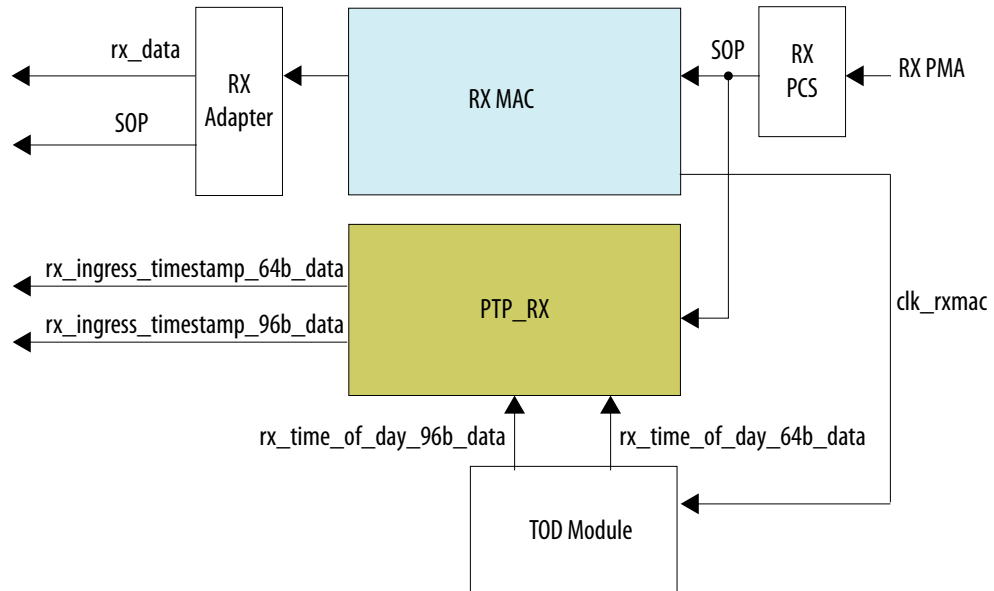 rx_data
SOP
RX
Adapter
RX MAC
SOP
RX
PCS
RX PMA
rx_ingress_timestamp_64b_data
rx_ingress_timestamp_96b_data
PTP_RX
clk_rxmac
rx_time_of_day_96b_data
rx_time_of_day_64b_data
TOD Module